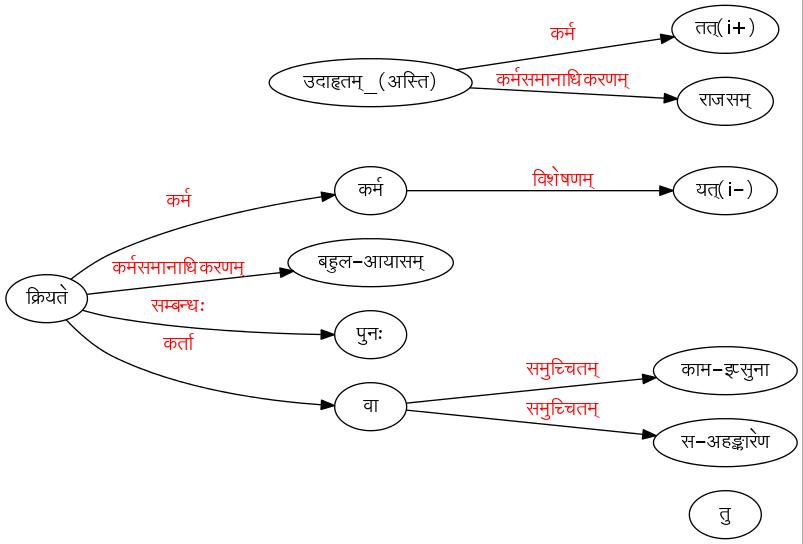 कर्म
तत्(i+)
उदाहृतम्_(अस्ति)
कर्मसमानाधिकरणम्
राजसम्
कर्म
कर्म
विशेषणम्
यत्(i-)
कर्मसमानाधिकरणम्
बहुल-आयासम्
क्रियते
सम्बन्धः
पुनः
कर्ता
वा
समुच्चितम्
काम-इप्सुना
समुच्चितम्
स-अहङ्कारेण
तु